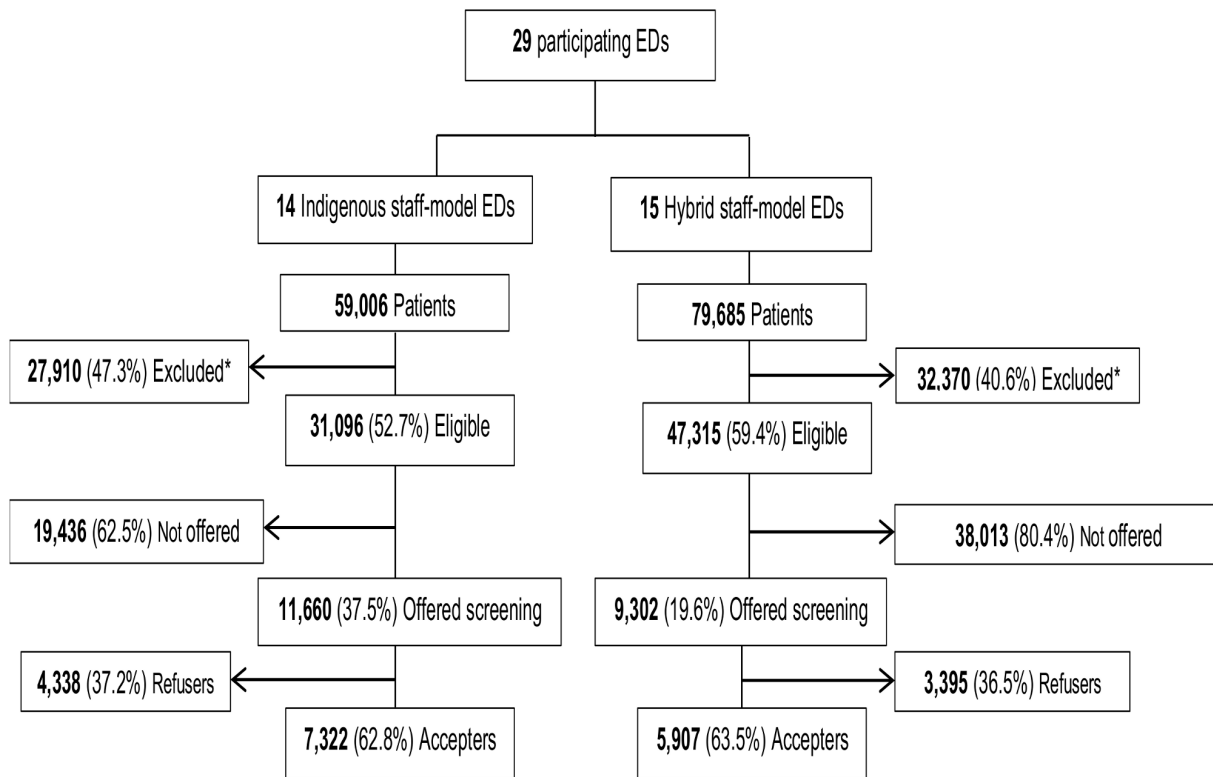 29 participating EDs
14 Indigenous staff-model EDs
15 Hybrid staff-model EDs
59,006 Patients
79,685 Patients
27,910 (47.3%) Excluded*
32,370 (40.6%) Excluded*
31,096 (52.7%) Eligible
47,315 (59.4%) Eligible
19,436 (62.5%) Not offered
38,013 (80.4%) Not offered
11,660 (37.5%) Offered screening
9,302 (19.6%) Offered screening
4,338 (37.2%) Refusers
3,395 (36.5%) Refusers
7,322 (62.8%) Accepters
5,907 (63.5%) Accepters